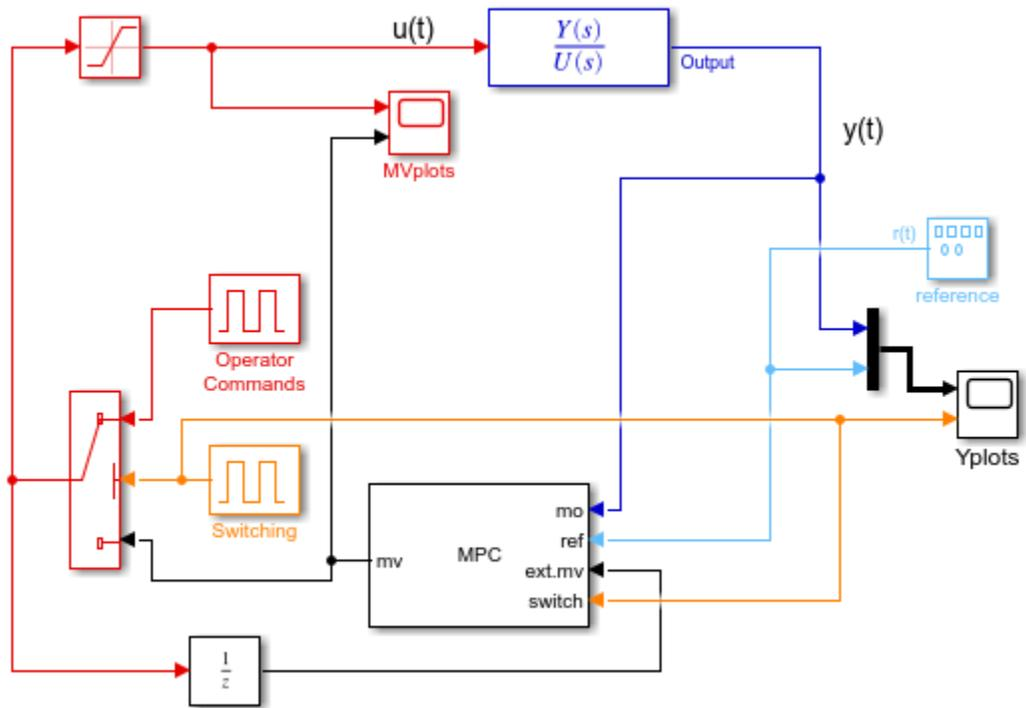 u(t)
Y(s)
U(s)
Output
MVplots
y(t)
r(t)
reference
Operator
Commands
Switching
Yplots
mv
MPC
mo
ref
ext.mv
switch
1
z